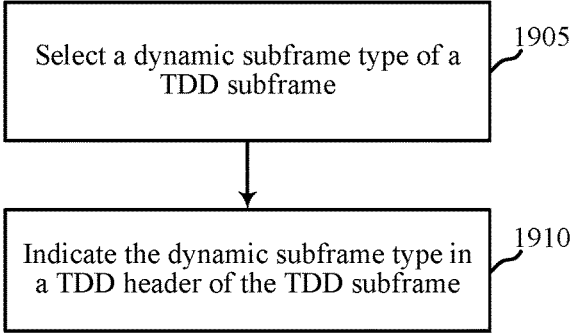 1905
Select a dynamic subframe type of a
TDD subframe
1910
Indicate the dynamic subframe type in
a TDD header of the TDD subframe